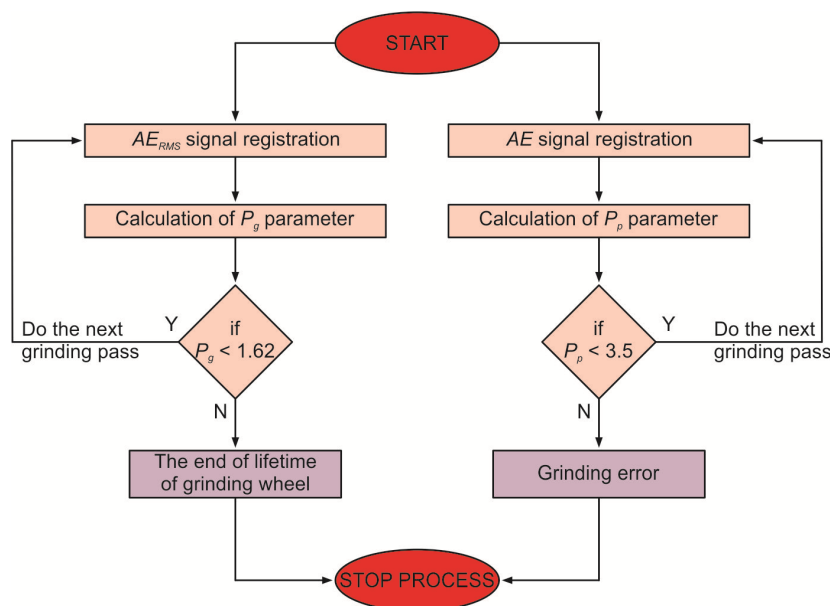 START
AE_RMS signal registration
AE signal registration
Calculation of P_g parameter
Calculation of P_p parameter
Do the next
grinding pass
Y
if
P_g < 1.62
N
if
P_p < 3.5
Y
N
Do the next
grinding pass
The end of lifetime
of grinding wheel
Grinding error
STOP PROCESS